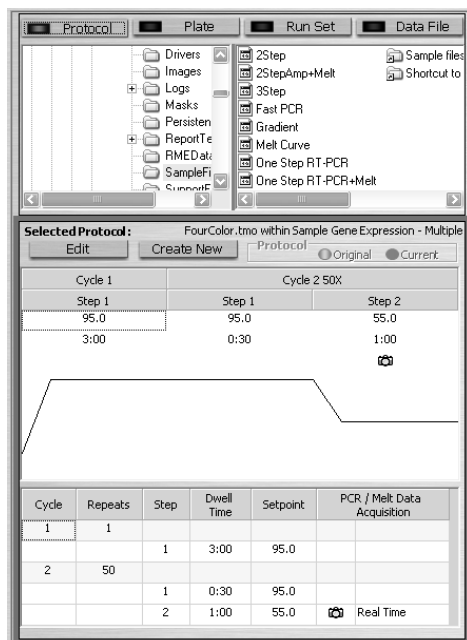 Protocol Plate Run Set Data File
Drivers
Images
Logs
Masks
Persisten
ReportTe
RMEData
SampleFi
SupportF
2Step
2StepAmp+Melt
3Step
Fast PCR
Gradient
Melt Curve
One Step RT-PCR
One Step RT-PCR+Melt
Sample files
Shortcut to
Selected Protocol: FourColor.tmo within Sample Gene Expression - Multiple
Edit Create New Protocol Original Current
Cycle 1 Cycle 2 50X
Step 1 Step 1 Step 2
95.0 95.0 55.0
3:00 0:30 1:00
Cycle Repeats Step Dwell Time Setpoint PCR / Melt Data Acquisition
1 1
1 3:00 95.0
2 50
1 0:30 95.0
2 1:00 55.0 Real Time